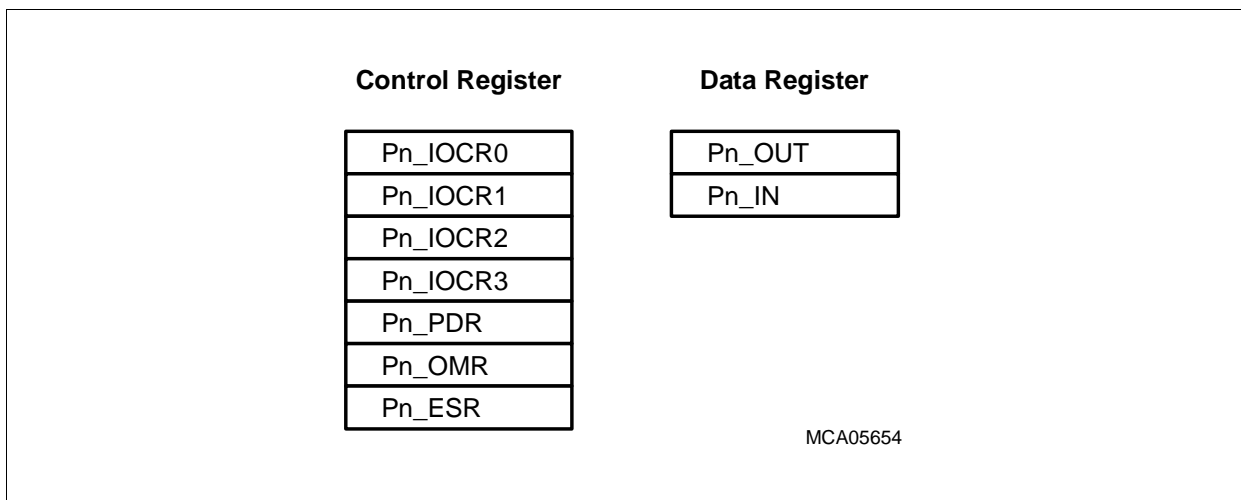 Control Register
Data Register
Pn_IOCR0
Pn_OUT
Pn_IOCR1
Pn_IN
Pn_IOCR2
Pn_IOCR3
Pn_PDR
Pn_OMR
Pn_ESR
MCA05654